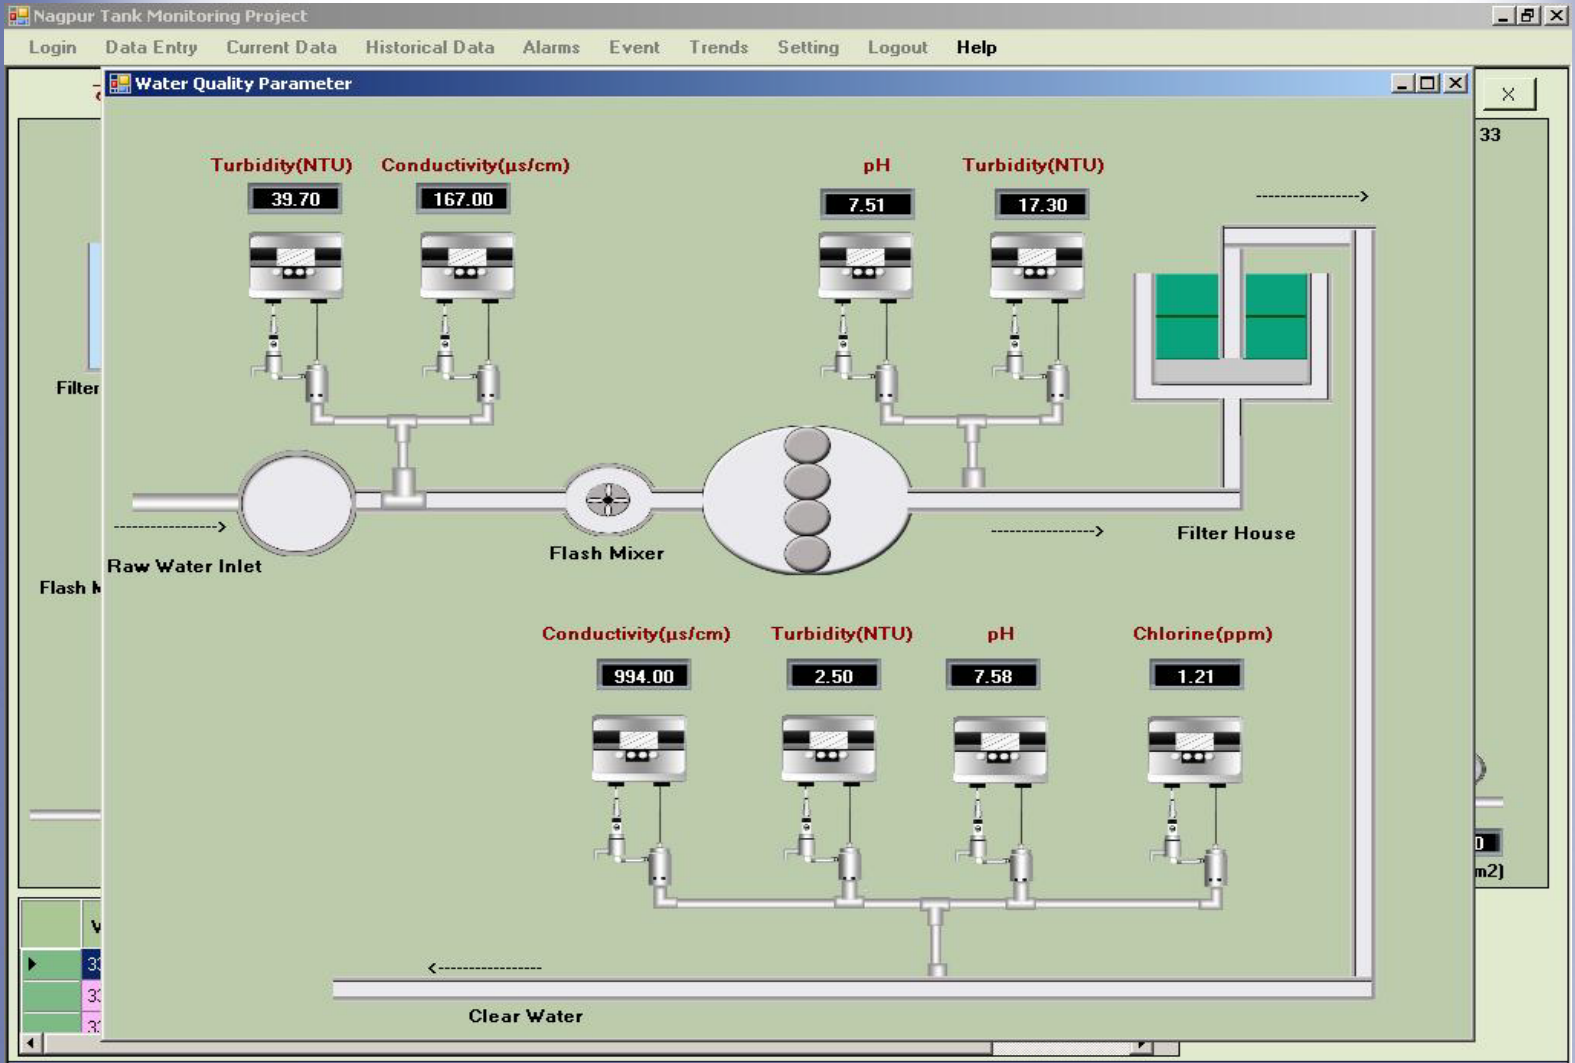 Nagpur Tank Monitoring Project
Login Data Entry Current Data Historical Data Alarms Event Trends Setting Logout Help
Water Quality Parameter
X
33
Turbidity(NTU) Conductivity(µs/cm) pH Turbidity(NTU)
39.70 167.00 7.51 17.30
Filter
Filter House
Flash Mixer
Raw Water Inlet
Flash
Conductivity(µs/cm) Turbidity(NTU) pH Chlorine(ppm)
994.00 2.50 7.58 1.21
m2)
Clear Water